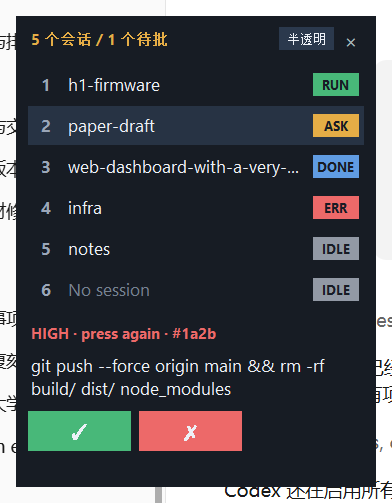 5 个会话 / 1 个待批
半透明 ×
1 h1-firmware RUN
2 paper-draft ASK
3 web-dashboard-with-a-very-... DONE
4 infra ERR
5 notes IDLE
6 No session IDLE
HIGH · press again · #1a2b
git push --force origin main && rm -rf
build/ dist/ node_modules
✓ ✗
Codex 还在启用所有